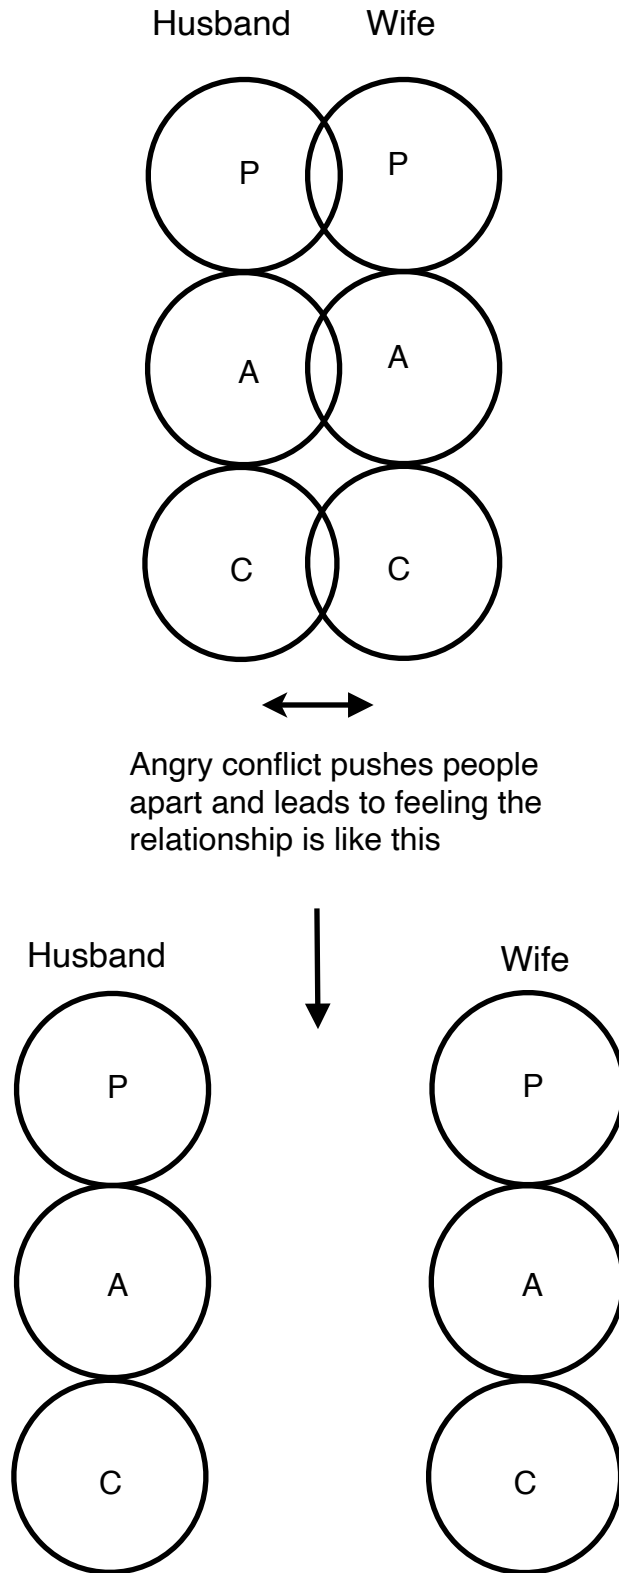 Husband Wife
P P
A A
C C
Angry conflict pushes people
apart and leads to feeling the
relationship is like this
Husband Wife
P P
A A
C C